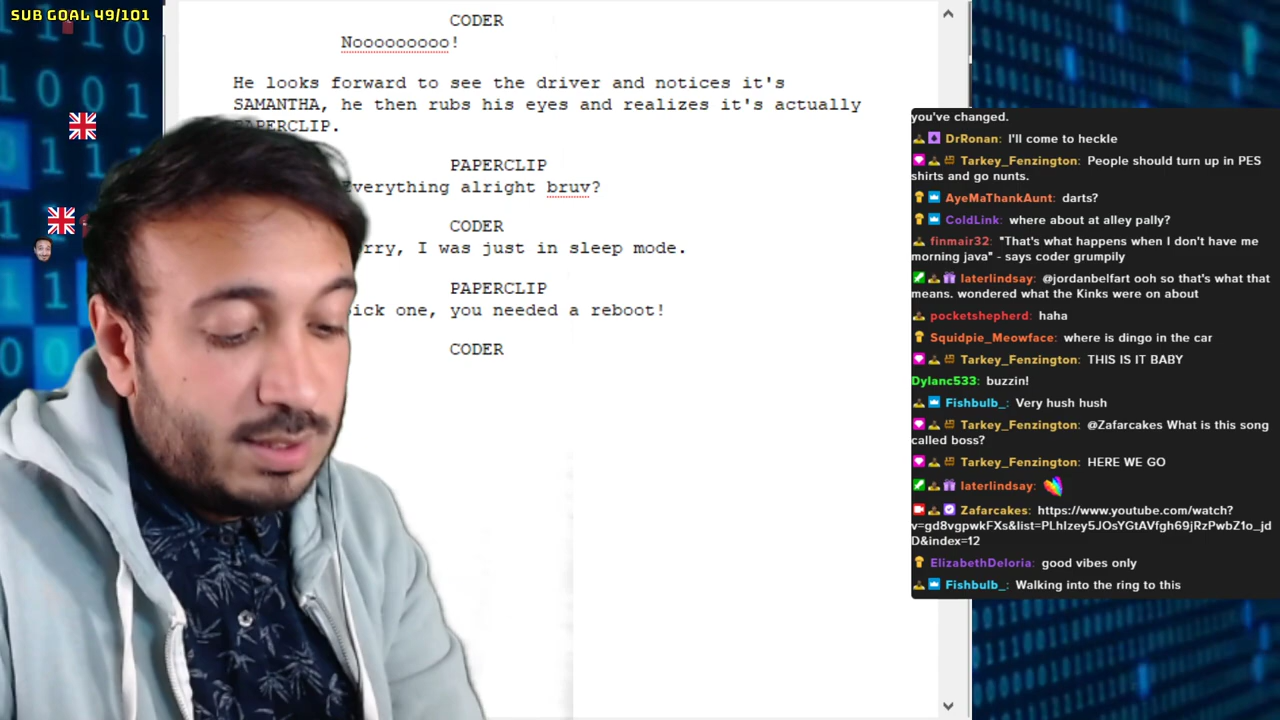 SUB GOAL 49/101
CODER
Nooooooooo!
He looks forward to see the driver and notices it's
SAMANTHA, he then rubs his eyes and realizes it's actually
PAPERCLIP.
PAPERCLIP
Everything alright bruv?
CODER
rry, I was just in sleep mode.
PAPERCLIP
ick one, you needed a reboot!
CODER
you've changed.
DrRonan: I'll come to heckle
Tarkey_Fenzington: People should turn up in PES
shirts and go nunts.
AyeMaThankAunt: darts?
ColdLink: where about at alley pally?
finmair32: "That's what happens when I don't have me
morning java" - says coder grumpily
laterlindsay: @jordanbelfart ooh so that's what that
means. wondered what the Kinks were on about
pocketshepherd: haha
Squidpie_Meowface: where is dingo in the car
Tarkey_Fenzington: THIS IS IT BABY
Dylanc533: buzzin!
Fishbulb_: Very hush hush
Tarkey_Fenzington: @Zafarcakes What is this song
called boss?
Tarkey_Fenzington: HERE WE GO
laterlindsay:
Zafarcakes: https://www.youtube.com/watch?
v=gd8vgpwkFXs&list=PLhIzey5JOsYGtAVfgh69jRzPwbZ1o_jd
D&index=12
ElizabethDeloria: good vibes only
Fishbulb_: Walking into the ring to this